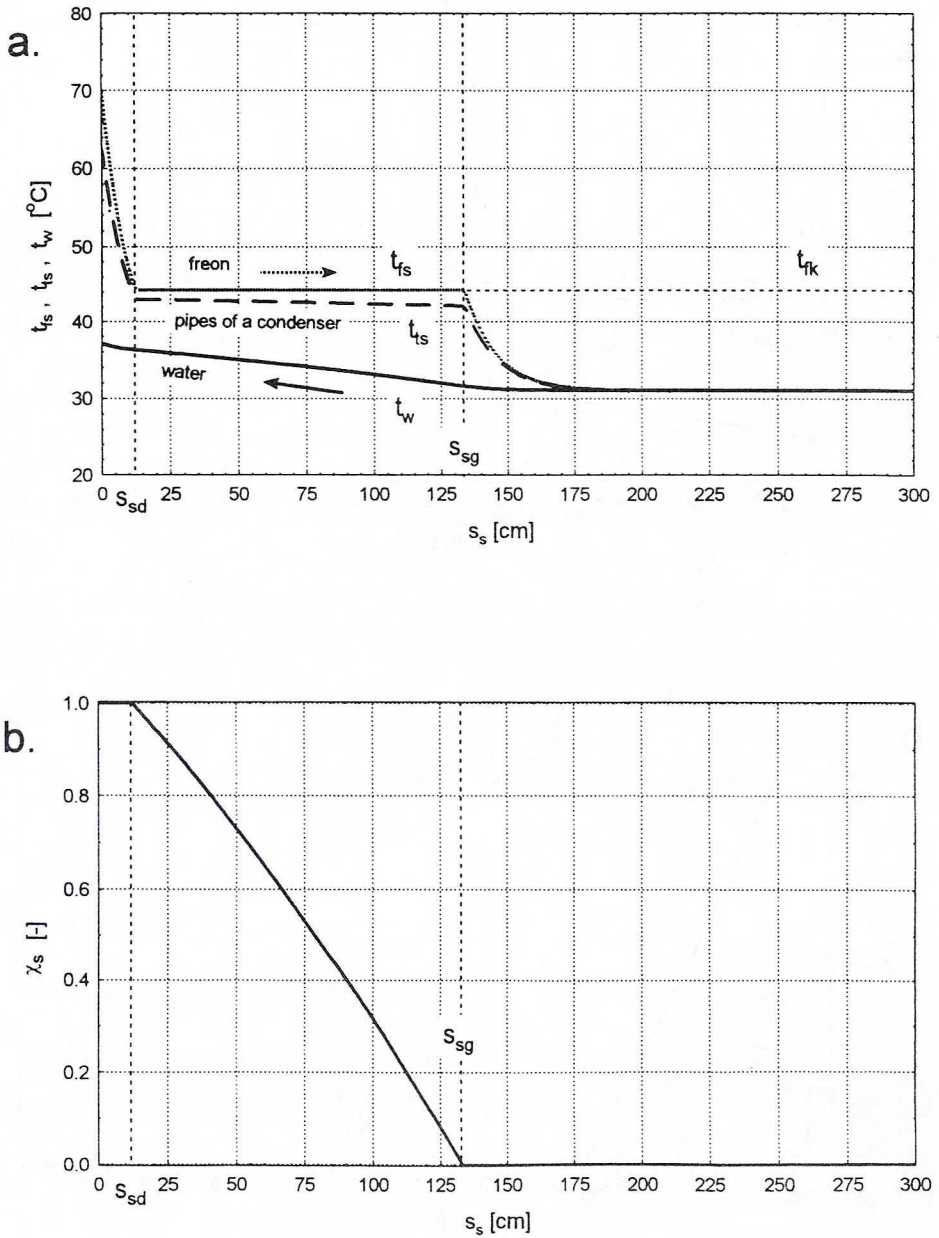 a.
70
60
50
40
30
20
t_fs , t_ts , t_w [°C]
freon
t_fs
t_fk
pipes of a condenser
t_ts
water
t_w
S_sg
0 S_sd 25 50 75 100 125 150 175 200 225 250 275 300
s_s [cm]
b.
1.0
0.8
0.6
0.4
0.2
0.0
χ_s [-]
S_sg
0 S_sd 25 50 75 100 125 150 175 200 225 250 275 300
s_s [cm]